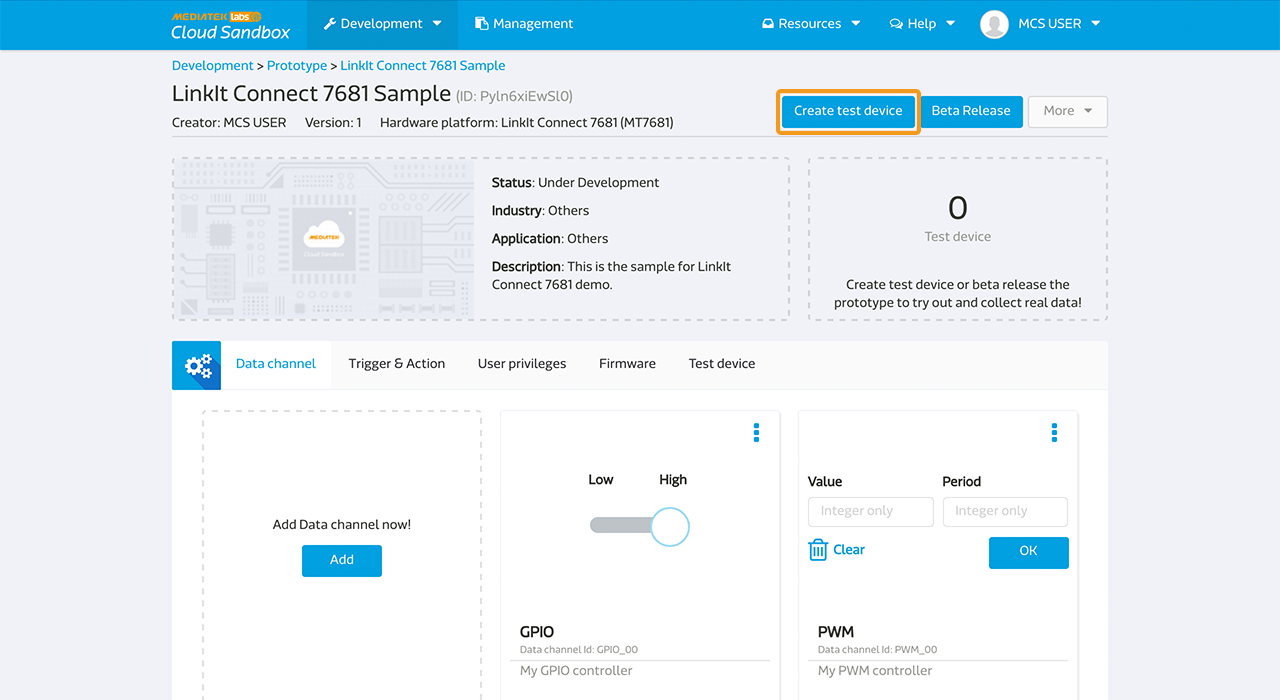 MEDIATEK labs
Cloud Sandbox
Development
Management
Resources
Help
MCS USER
Development > Prototype > LinkIt Connect 7681 Sample
LinkIt Connect 7681 Sample (ID: Pyln6xiEwSl0)
Creator: MCS USER Version: 1 Hardware platform: LinkIt Connect 7681 (MT7681)
Create test device
Beta Release
More
MEDIATEK
Cloud Sandbox
Status: Under Development
Industry: Others
Application: Others
Description: This is the sample for LinkIt
Connect 7681 demo.
0
Test device
Create test device or beta release the
prototype to try out and collect real data!
Data channel
Trigger & Action
User privileges
Firmware
Test device
Add Data channel now!
Add
Low High
GPIO
Data channel Id: GPIO_00
My GPIO controller
Value Period
Integer only Integer only
Clear
OK
PWM
Data channel Id: PWM_00
My PWM controller